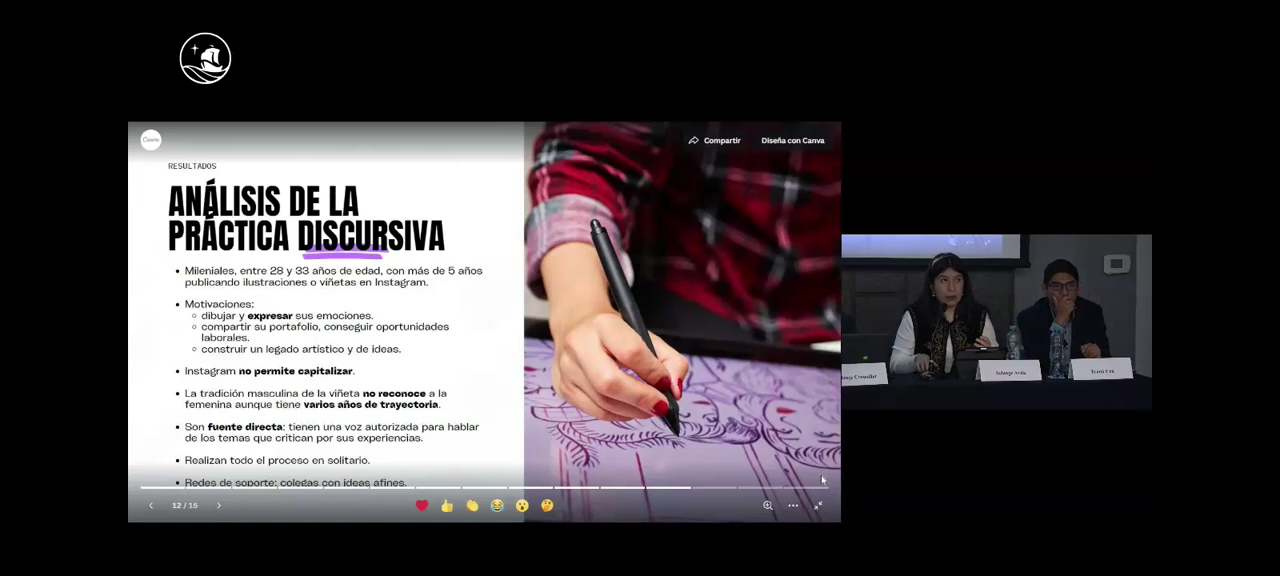 Canva
Compartir
Diseña con Canva
RESULTADOS
ANÁLISIS DE LA
PRÁCTICA DISCURSIVA
• Mileniales, entre 28 y 33 años de edad, con más de 5 años
publicando ilustraciones o viñetas en Instagram.
• Motivaciones:
◦ dibujar y expresar sus emociones.
◦ compartir su portafolio, conseguir oportunidades
laborales.
◦ construir un legado artístico y de ideas.
• Instagram no permite capitalizar.
• La tradición masculina de la viñeta no reconoce a la
femenina aunque tiene varios años de trayectoria.
• Son fuente directa: tienen una voz autorizada para hablar
de los temas que critican por sus experiencias.
• Realizan todo el proceso en solitario.
• Redes de soporte: colegas con ideas afines.
12 / 15